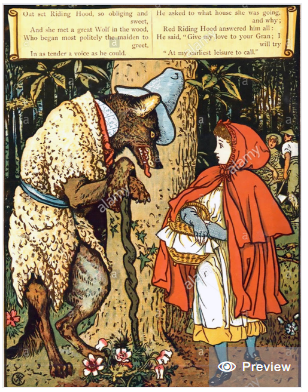 Out set Riding Hood, so obliging and
sweet,
And she met a great Wolf in the wood,
Who began most politely the maiden to
greet,
In as tender a voice as he could.
He asked to what house she was going,
and why;
Red Riding Hood answered him all:
He said, "Give my love to your Gran; I
will try
"At my earliest leisure to call."
alamy
alamy
Preview